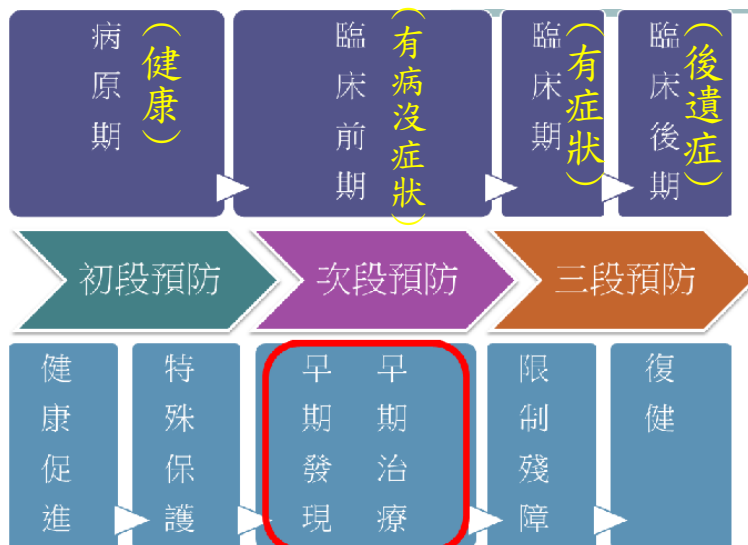 病原期
(健康)
臨床前期
(有病沒症狀)
臨床期
(有症狀)
臨床後期
(後遺症)
初段預防
次段預防
三段預防
健康促進
特殊保護
早期發現
早期治療
限制殘障
復健